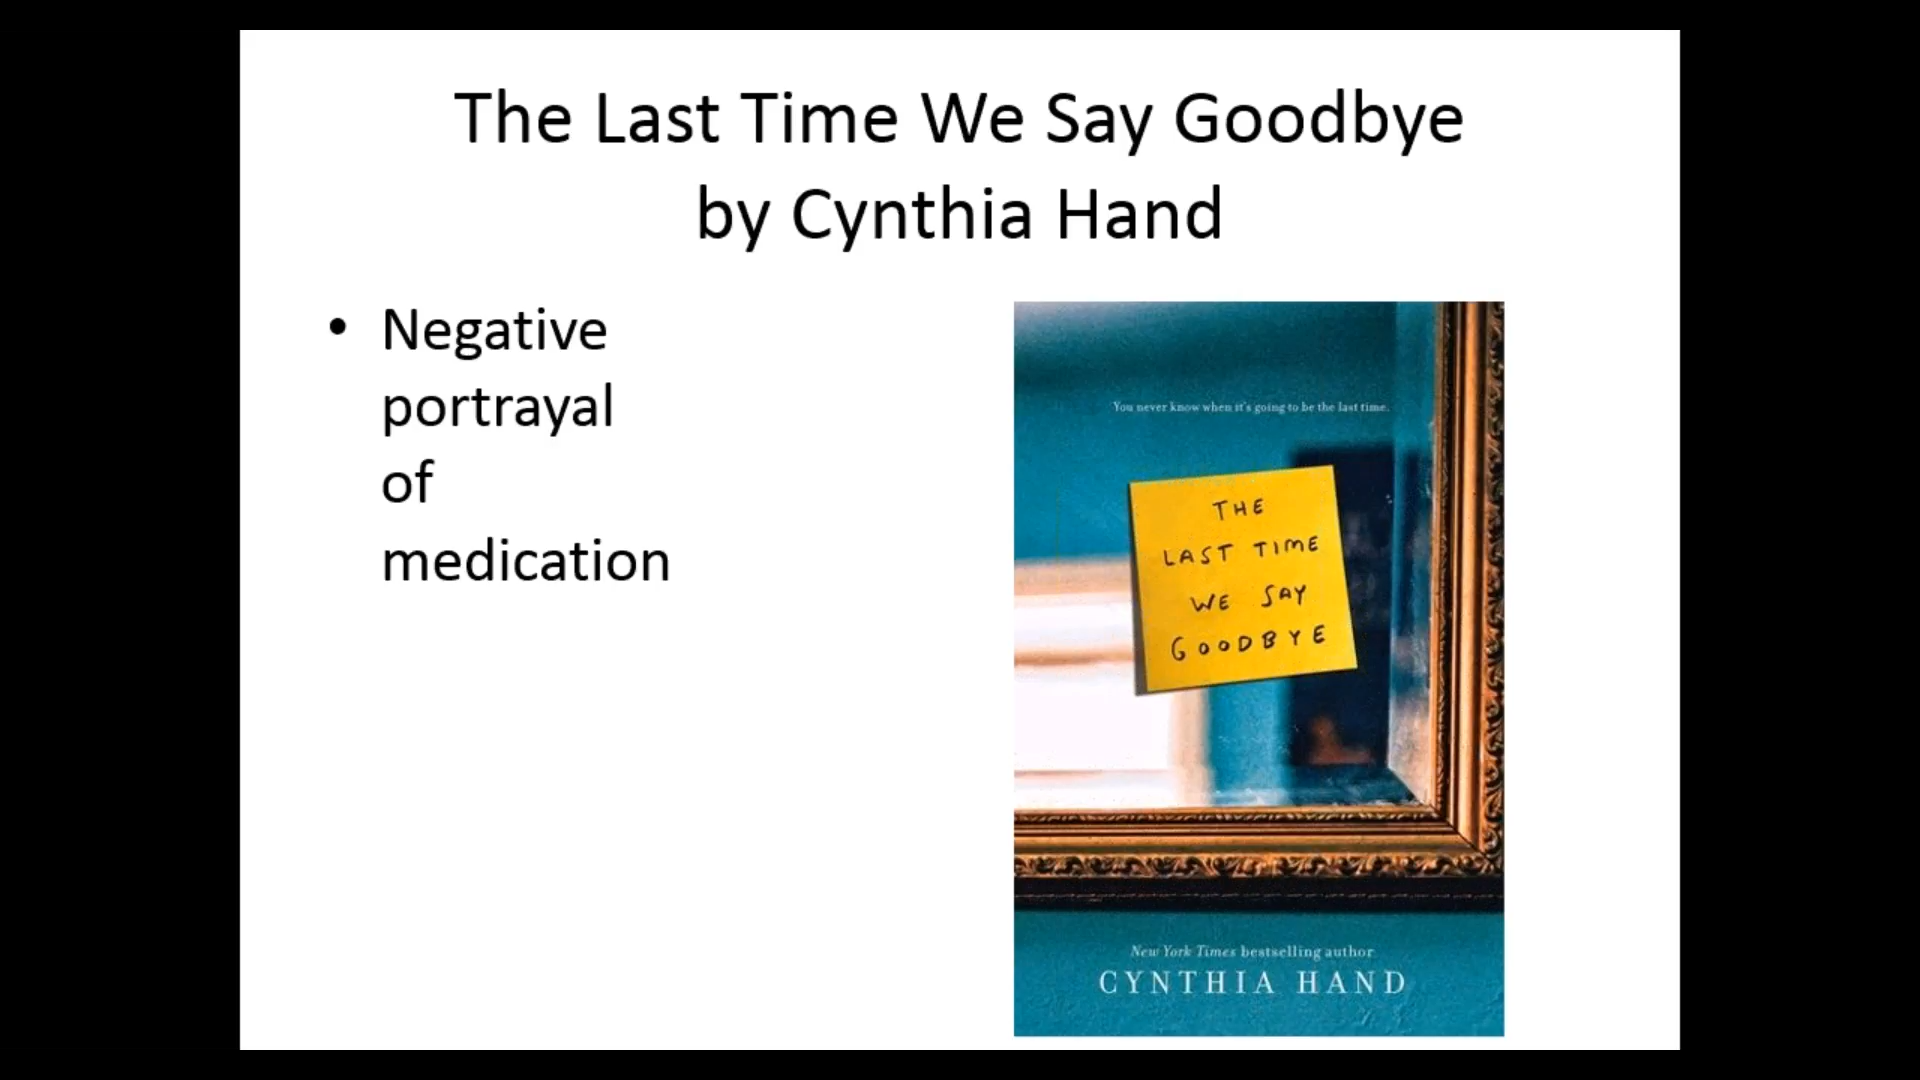 The Last Time We Say Goodbye
by Cynthia Hand
• Negative
portrayal
of
medication
You never know when it's going to be the last time.
THE
LAST TIME
WE SAY
GOODBYE
New York Times bestselling author
CYNTHIA HAND